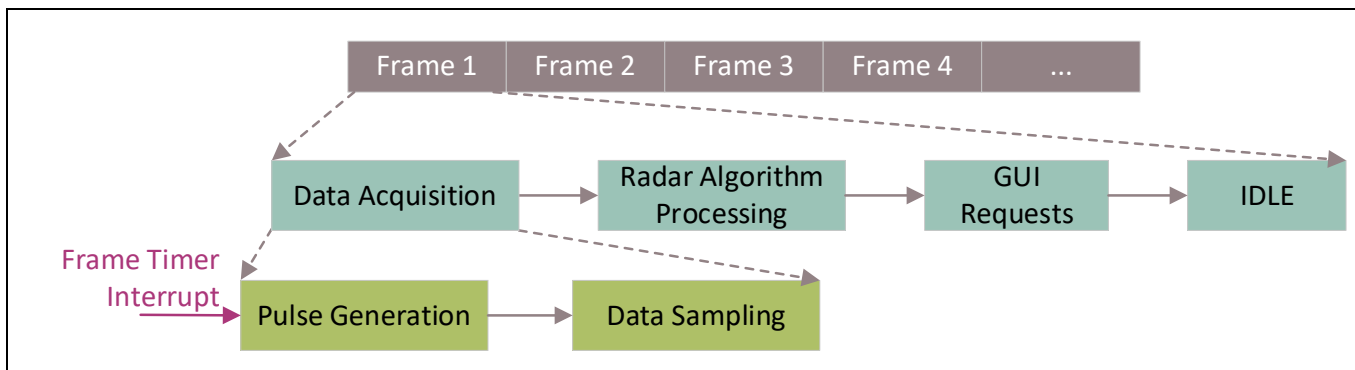 Frame 1 Frame 2 Frame 3 Frame 4 ...
Data Acquisition
Radar Algorithm
Processing
GUI
Requests
IDLE
Frame Timer
Interrupt
Pulse Generation
Data Sampling